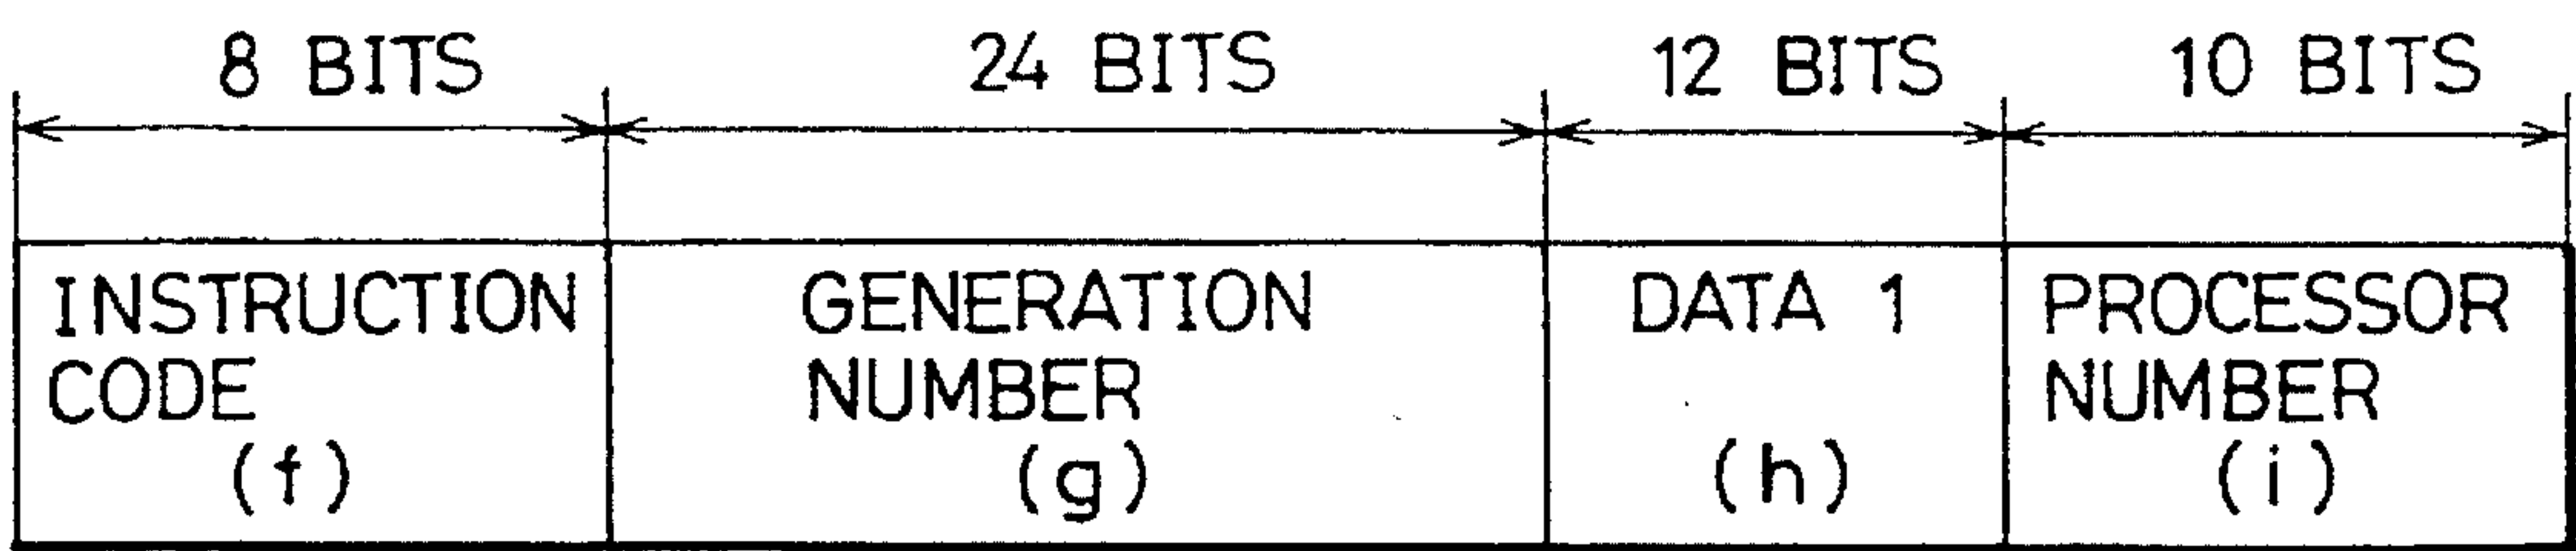 8 BITS 24 BITS 12 BITS 10 BITS
INSTRUCTION CODE (f)
GENERATION NUMBER (g)
DATA 1 (h)
PROCESSOR NUMBER (i)